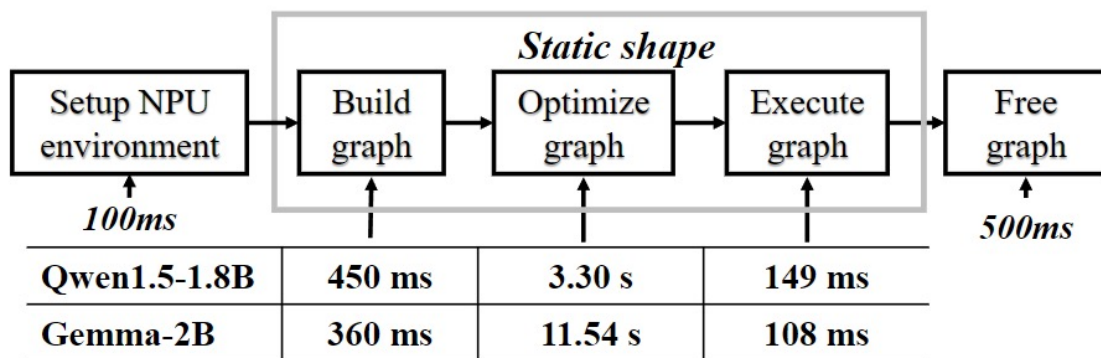 Static shape
Setup NPU
environment
Build
graph
Optimize
graph
Execute
graph
Free
graph
100ms
500ms
Qwen1.5-1.8B 450 ms 3.30 s 149 ms
Gemma-2B 360 ms 11.54 s 108 ms